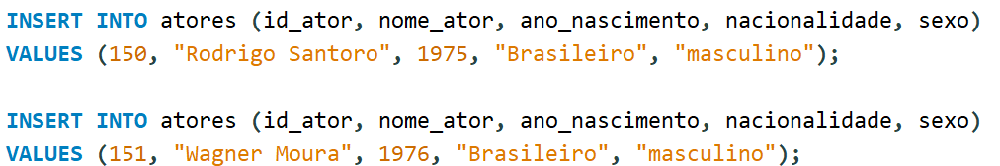 INSERT INTO atores (id_ator, nome_ator, ano_nascimento, nacionalidade, sexo)
VALUES (150, "Rodrigo Santoro", 1975, "Brasileiro", "masculino");
INSERT INTO atores (id_ator, nome_ator, ano_nascimento, nacionalidade, sexo)
VALUES (151, "Wagner Moura", 1976, "Brasileiro", "masculino");